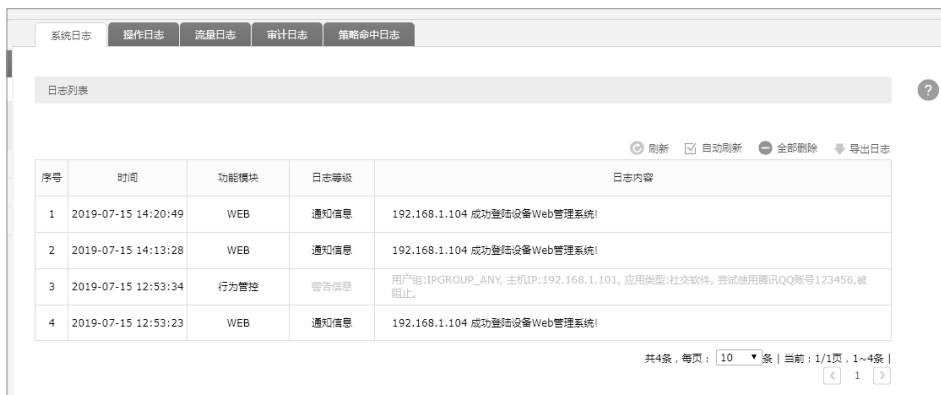 系统日志 操作日志 流量日志 审计日志 策略命中日志
日志列表
?
刷新 自动刷新 全部删除 导出日志
序号 时间 功能模块 日志等级 日志内容
1 2019-07-15 14:20:49 WEB 通知信息 192.168.1.104 成功登陆设备Web管理系统!
2 2019-07-15 14:13:28 WEB 通知信息 192.168.1.104 成功登陆设备Web管理系统!
3 2019-07-15 12:53:34 行为管控 警告信息 用户组:IPGROUP_ANY, 主机IP:192.168.1.101, 应用类型:社交软件, 尝试使用腾讯QQ账号123456,被
阻止。
4 2019-07-15 12:53:23 WEB 通知信息 192.168.1.104 成功登陆设备Web管理系统!
共4条，每页： 10 条 | 当前：1/1页，1~4条 |
< 1 >